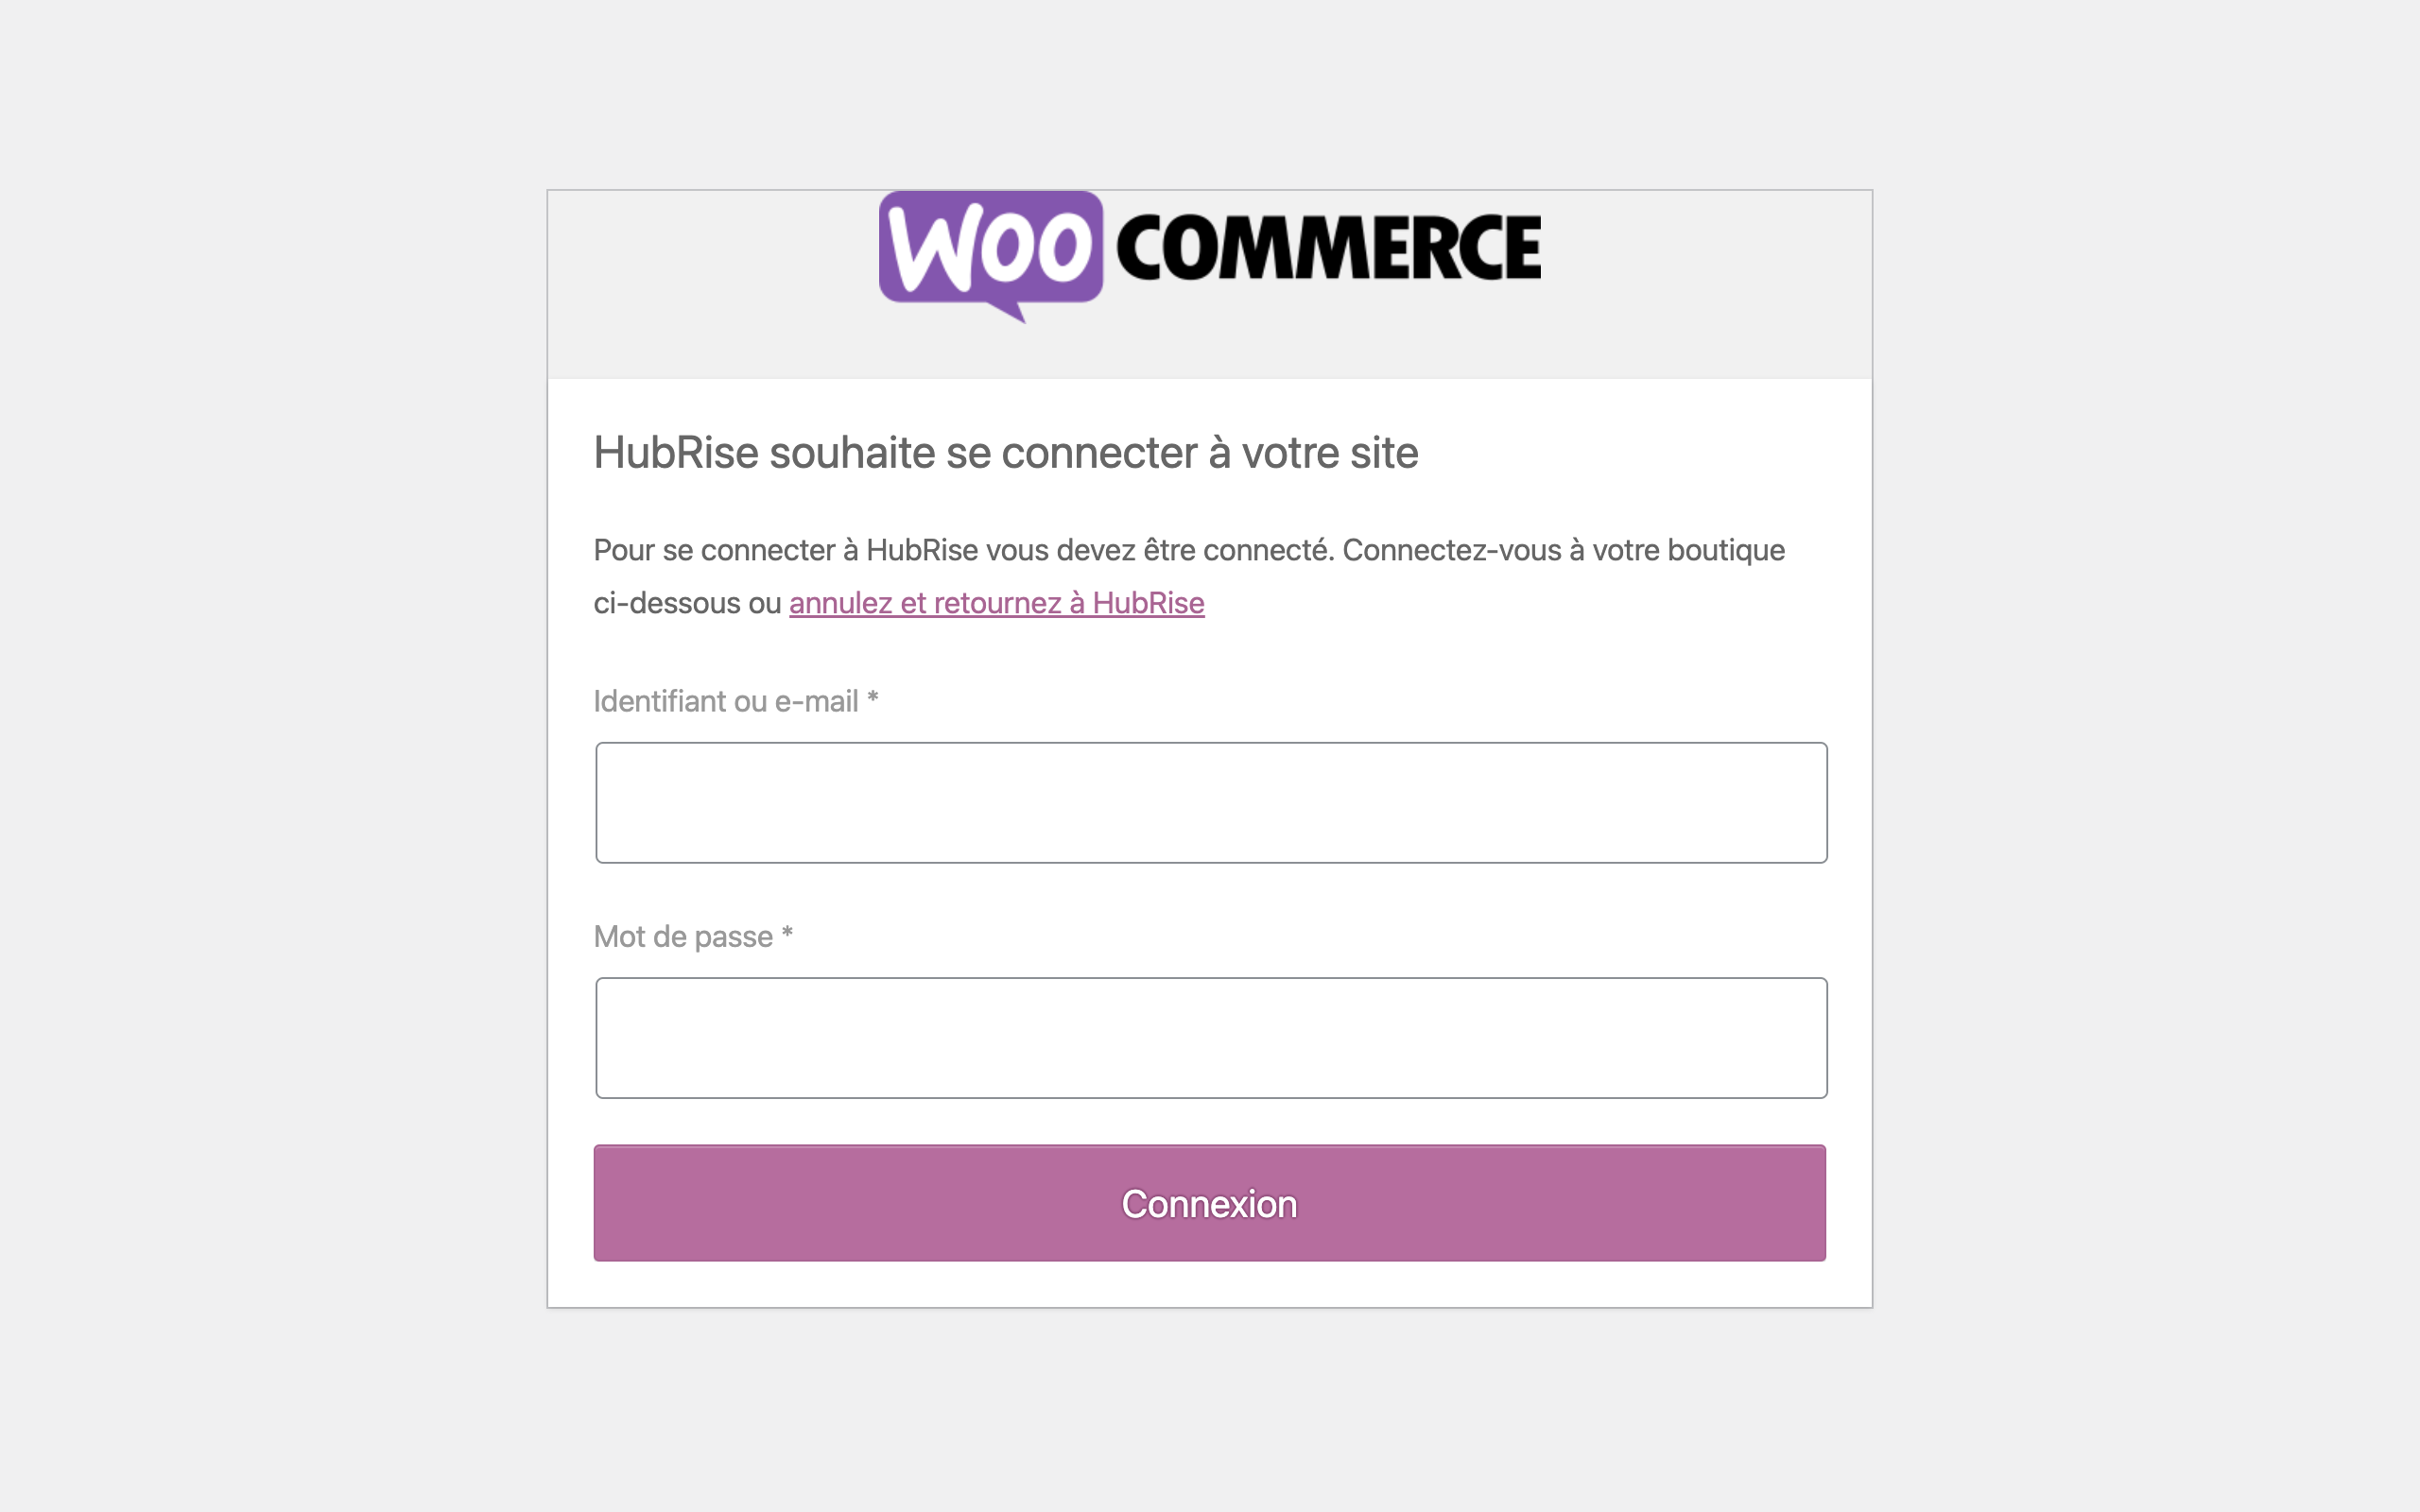 WOO COMMERCE
HubRise souhaite se connecter à votre site
Pour se connecter à HubRise vous devez être connecté. Connectez-vous à votre boutique
ci-dessous ou annulez et retournez à HubRise
Identifiant ou e-mail *
Mot de passe *
Connexion